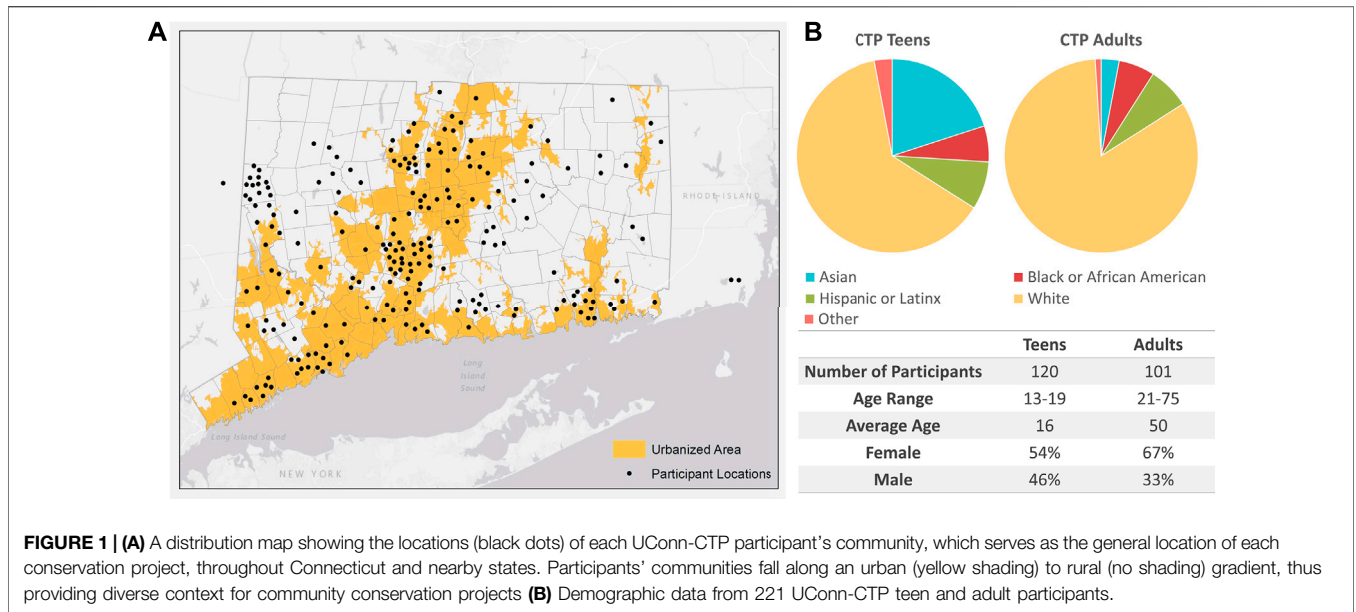 A
B
CTP Teens
CTP Adults
RHODE ISLAND
Long
Island
Sound
Long Island Sound
NEW YORK
Urbanized Area
Participant Locations
Asian
Black or African American
Hispanic or Latinx
White
Other
Teens Adults
Number of Participants 120 101
Age Range 13-19 21-75
Average Age 16 50
Female 54% 67%
Male 46% 33%
FIGURE 1 | (A) A distribution map showing the locations (black dots) of each UConn-CTP participant's community, which serves as the general location of each
conservation project, throughout Connecticut and nearby states. Participants' communities fall along an urban (yellow shading) to rural (no shading) gradient, thus
providing diverse context for community conservation projects (B) Demographic data from 221 UConn-CTP teen and adult participants.